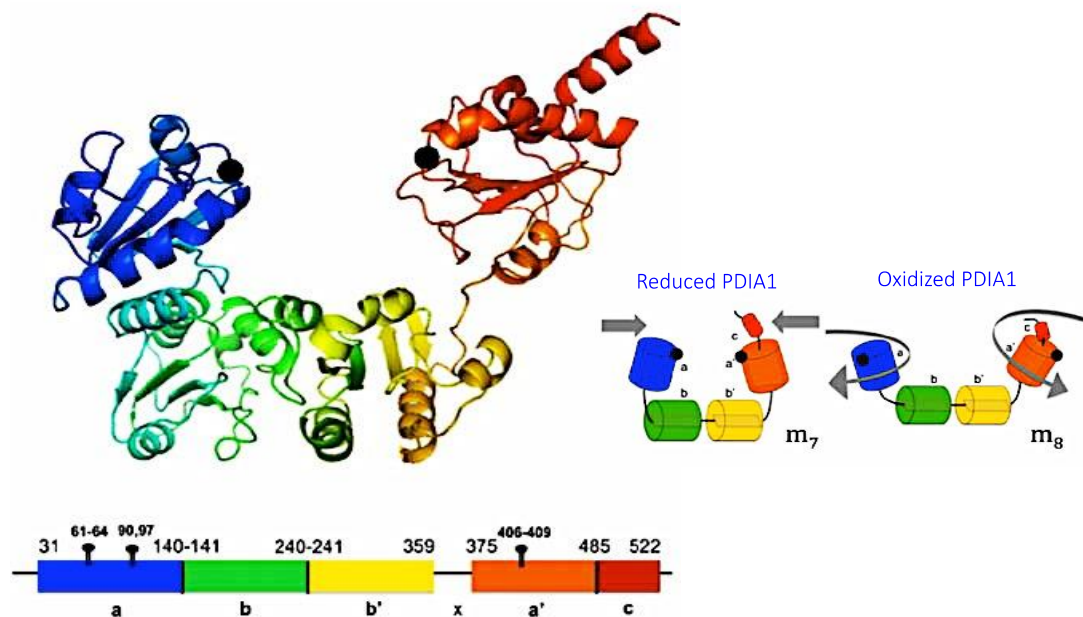 Reduced PDIA1
Oxidized PDIA1
c
a
a'
b
b'
m7
c
a
a'
b
b'
m8
61-64
90,97
406-409
31
140-141
240-241
359
375
485
522
a
b
b'
x
a'
c